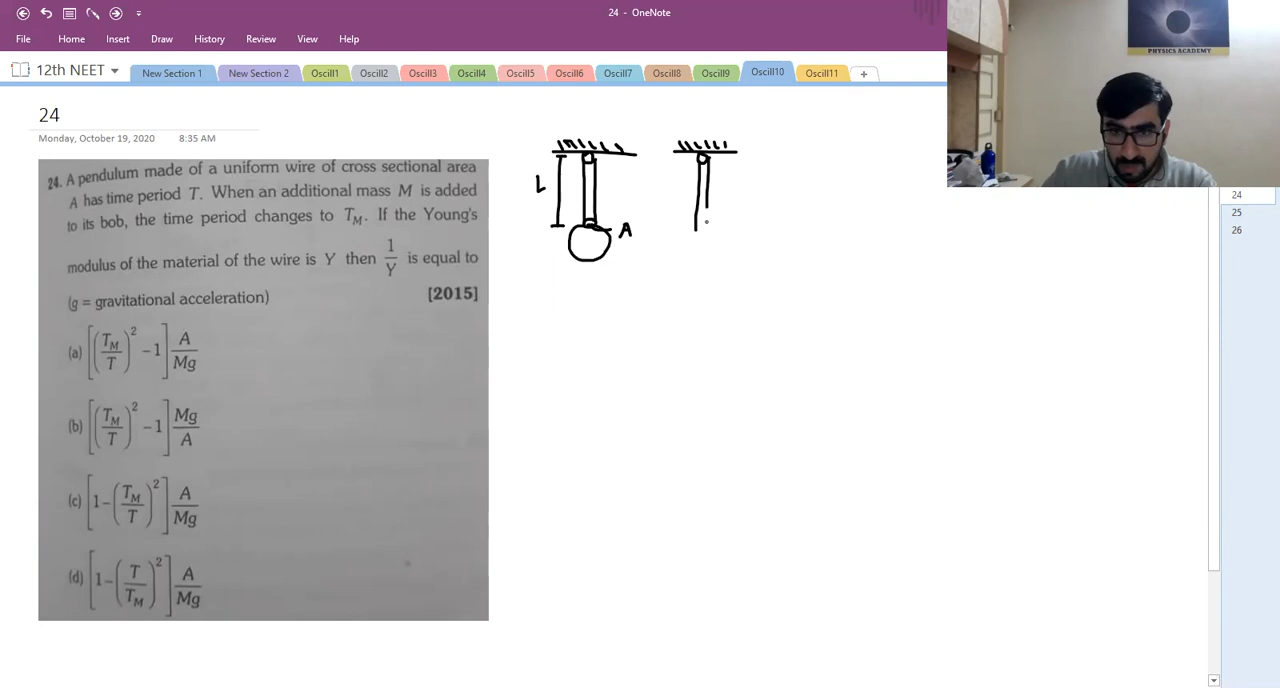 24 - OneNote
File Home Insert Draw History Review View Help
12th NEET New Section 1 New Section 2 Oscill1 Oscill2 Oscill3 Oscill4 Oscill5 Oscill6 Oscill7 Oscill8 Oscill9 Oscill10 Oscill11 +
24
Monday, October 19, 2020 8:35 AM
24. A pendulum made of a uniform wire of cross sectional area
A has time period T. When an additional mass M is added
to its bob, the time period changes to T_M. If the Young's
modulus of the material of the wire is Y then 1/Y is equal to
(g = gravitational acceleration) [2015]
(a) [(T_M/T)^2 - 1] A/Mg
(b) [(T_M/T)^2 - 1] Mg/A
(c) [1 - (T_M/T)^2] A/Mg
(d) [1 - (T/T_M)^2] A/Mg
L
A
PHYSICS ACADEMY
24
25
26